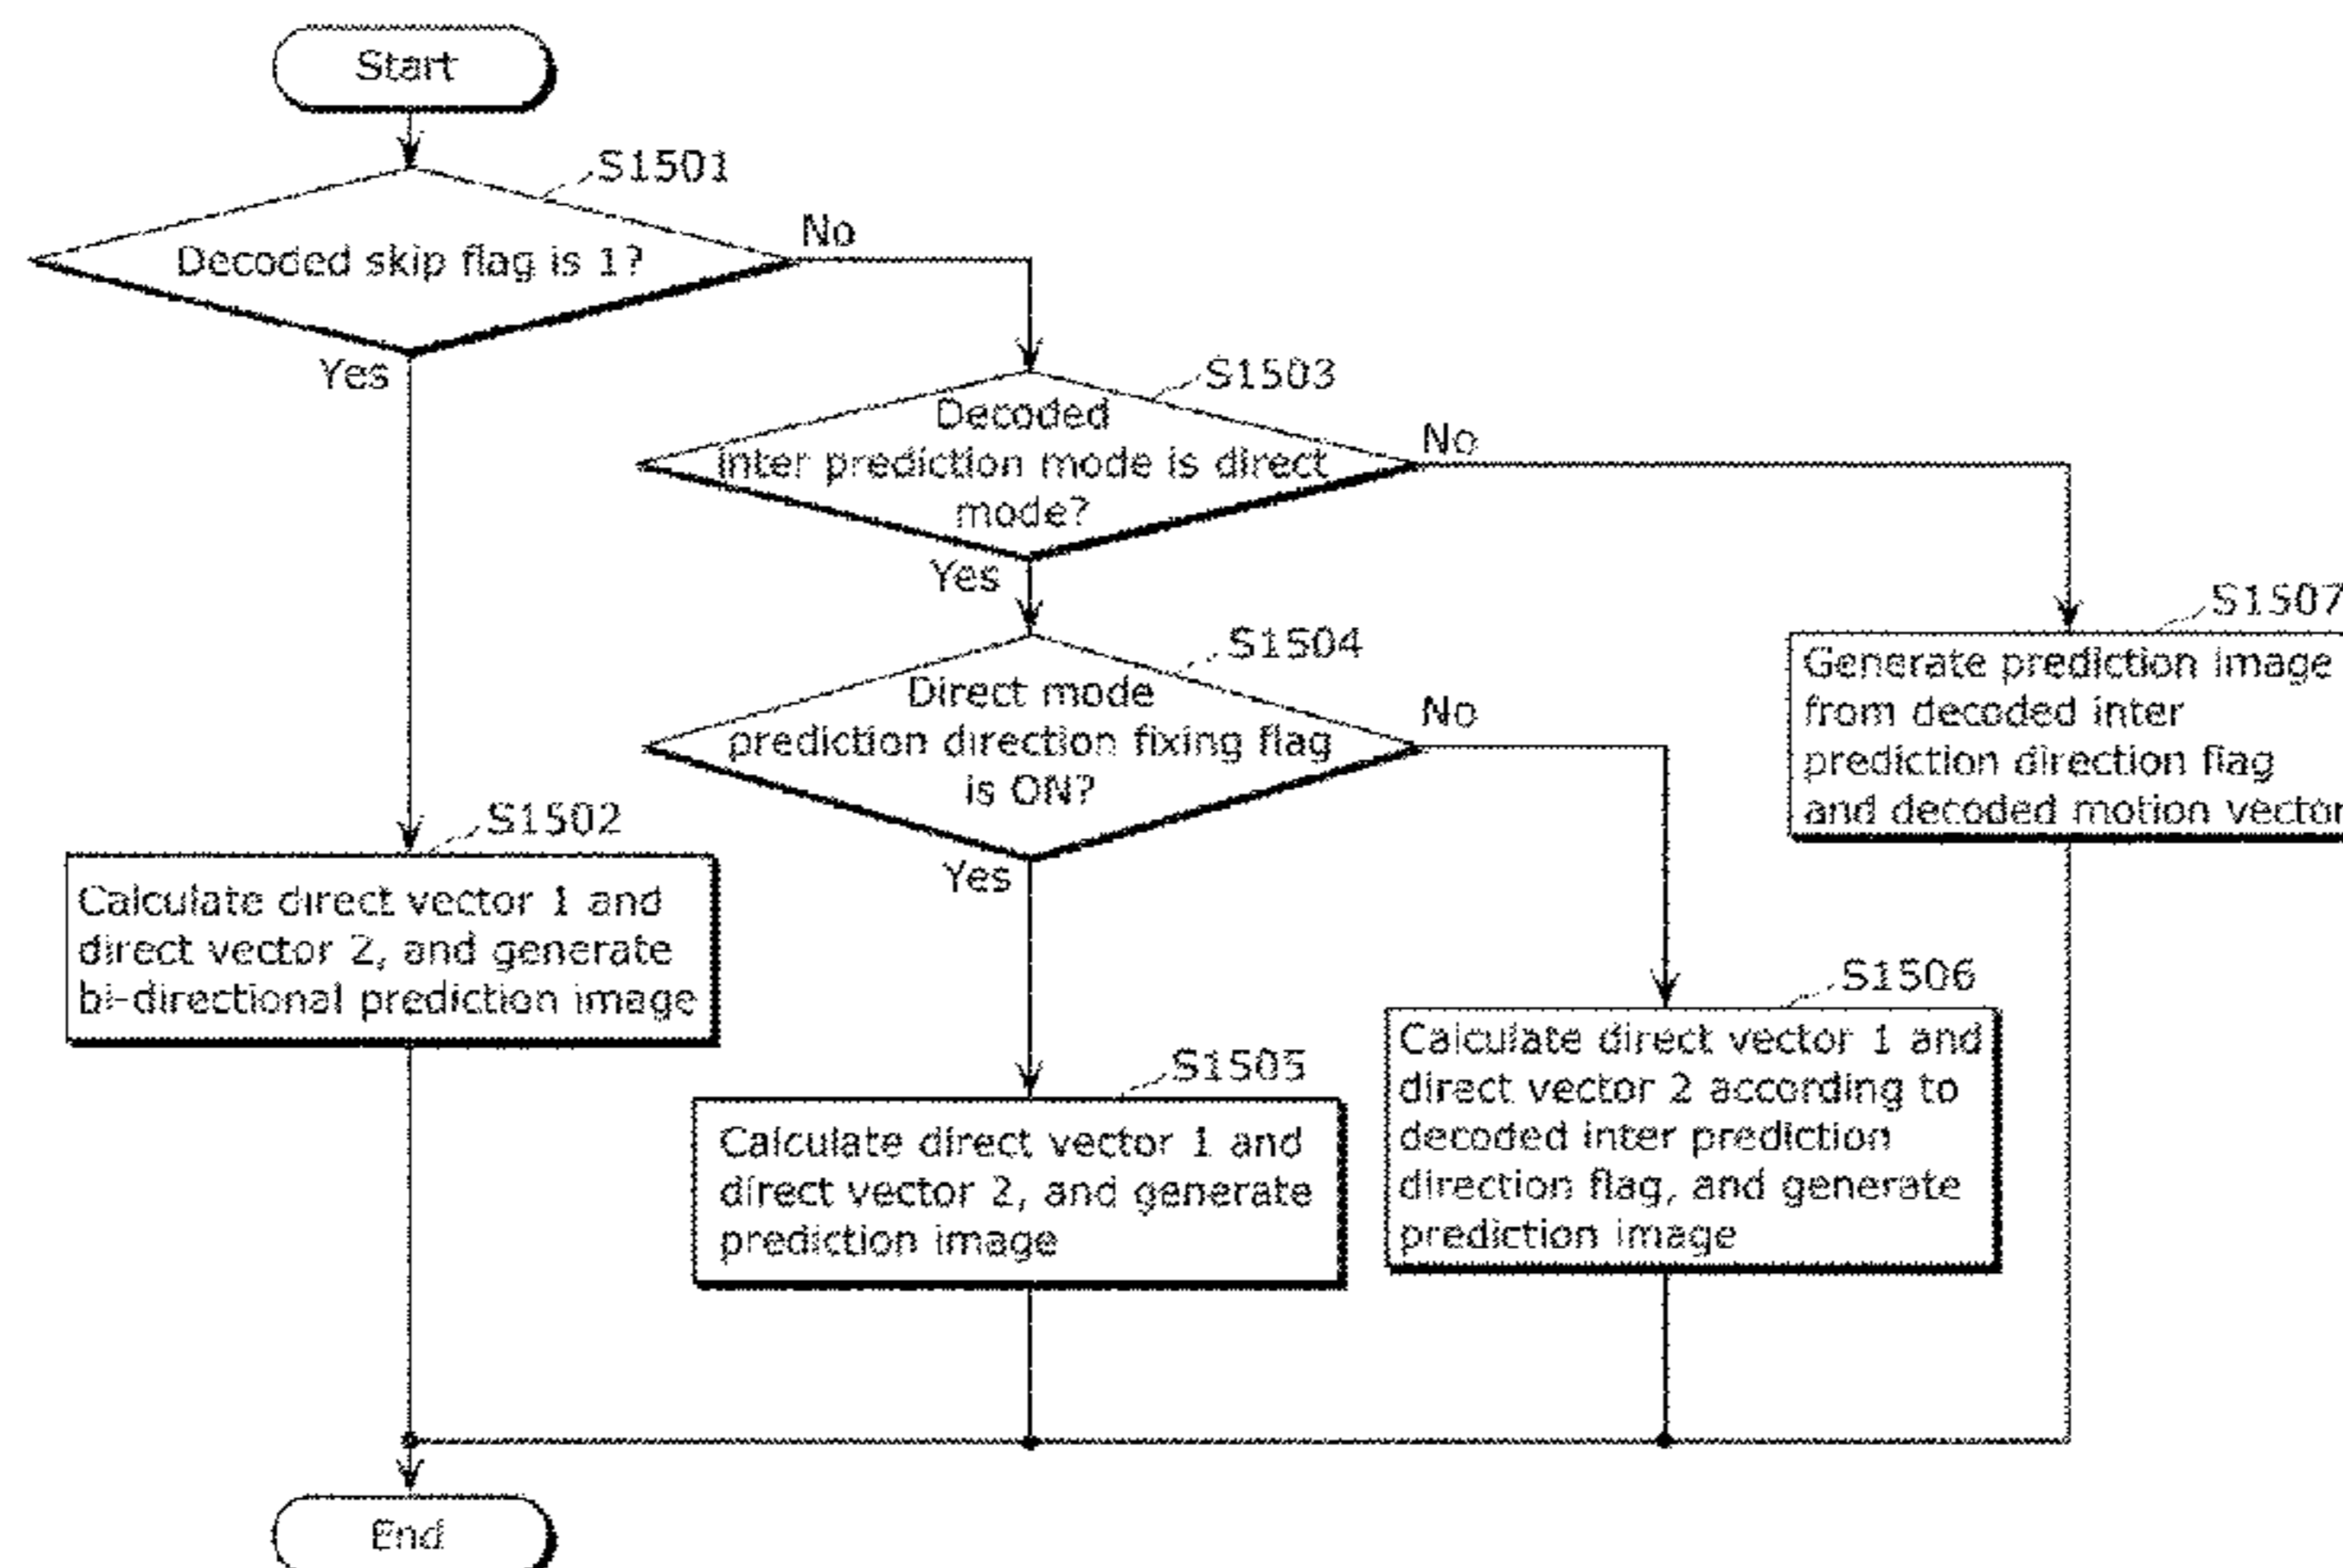 Start
S1501
Decoded skip flag is 1?
No
Yes
S1503
Decoded
inter prediction mode is direct
mode?
No
Yes
S1504
Direct mode
prediction direction fixing flag
is ON?
No
Yes
S1507
Generate prediction image
from decoded inter
prediction direction flag
and decoded motion vector
S1502
Calculate direct vector 1 and
direct vector 2, and generate
bi-directional prediction image
S1505
Calculate direct vector 1 and
direct vector 2, and generate
prediction image
S1506
Calculate direct vector 1 and
direct vector 2 according to
decoded inter prediction
direction flag, and generate
prediction image
End